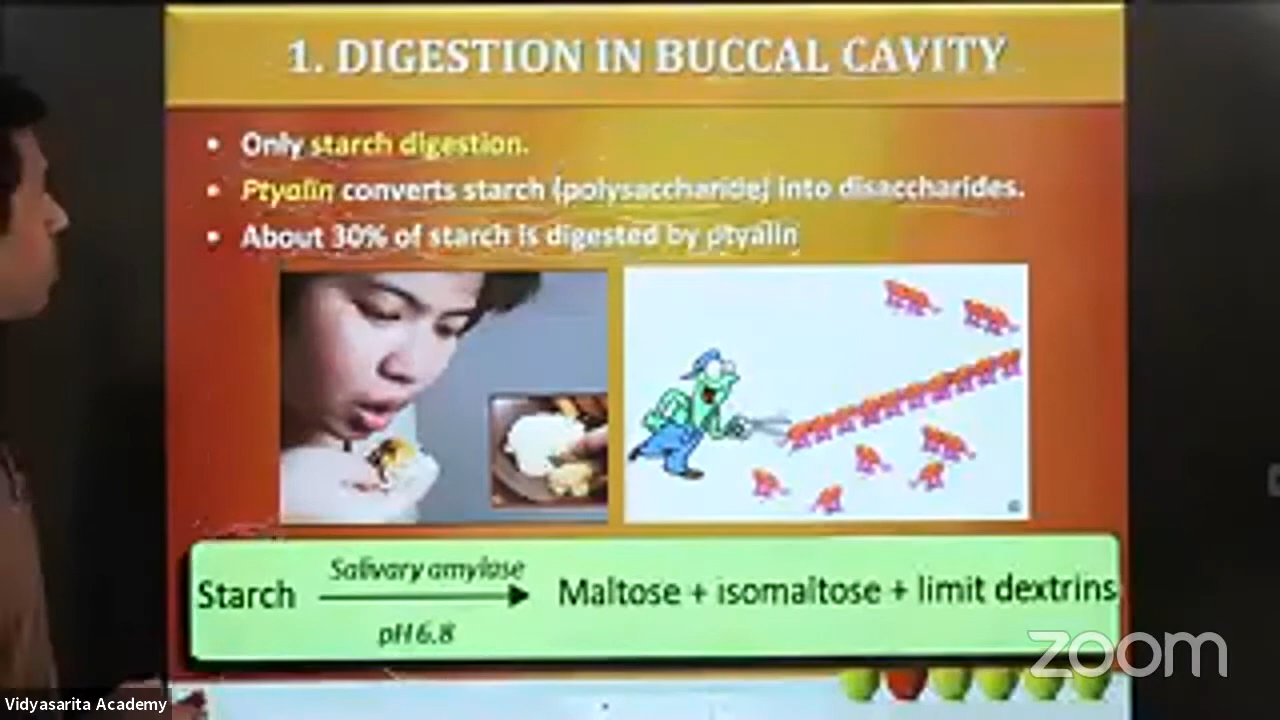 1. DIGESTION IN BUCCAL CAVITY
• Only starch digestion.
• Ptyalin converts starch (polysaccharide) into disaccharides.
• About 30% of starch is digested by ptyalin
Salivary amylase
Starch → Maltose + isomaltose + limit dextrins
pH 6.8
zoom
Vidyasarita Academy